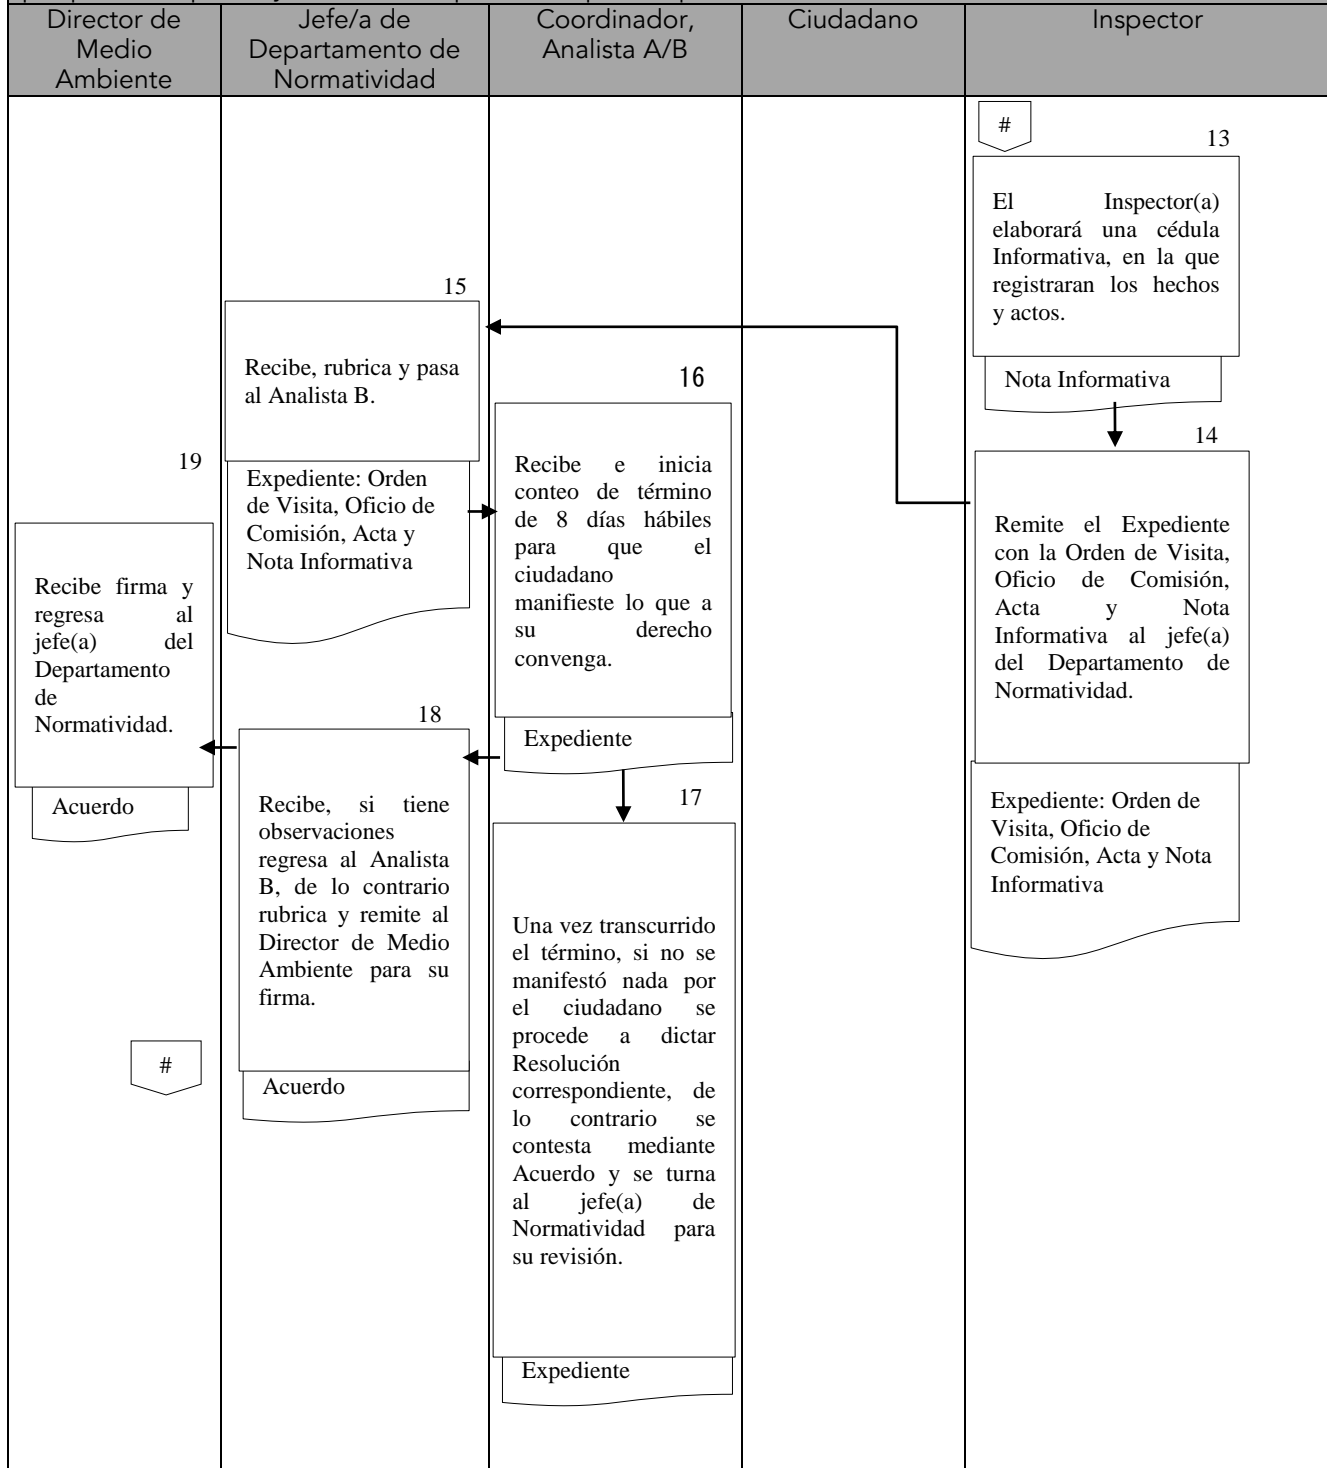 Director de
Medio
Ambiente
Jefe/a de
Departamento de
Normatividad
Coordinador,
Analista A/B
Ciudadano
Inspector
#
13
El Inspector(a)
elaborará una cédula
Informativa, en la que
registraran los hechos
y actos.
Nota Informativa
14
Remite el Expediente
con la Orden de Visita,
Oficio de Comisión,
Acta y Nota
Informativa al jefe(a)
del Departamento de
Normatividad.
Expediente: Orden de
Visita, Oficio de
Comisión, Acta y Nota
Informativa
15
Recibe, rubrica y pasa
al Analista B.
Expediente: Orden
de Visita, Oficio de
Comisión, Acta y
Nota Informativa
16
Recibe e inicia
conteo de término
de 8 días hábiles
para que el
ciudadano
manifieste lo que a
su derecho
convenga.
Expediente
17
Una vez transcurrido
el término, si no se
manifestó nada por
el ciudadano se
procede a dictar
Resolución
correspondiente, de
lo contrario se
contesta mediante
Acuerdo y se turna
al jefe(a) de
Normatividad para
su revisión.
Expediente
18
Recibe, si tiene
observaciones
regresa al Analista
B, de lo contrario
rubrica y remite al
Director de Medio
Ambiente para su
firma.
Acuerdo
19
Recibe firma y
regresa al
jefe(a) del
Departamento
de
Normatividad.
Acuerdo
#